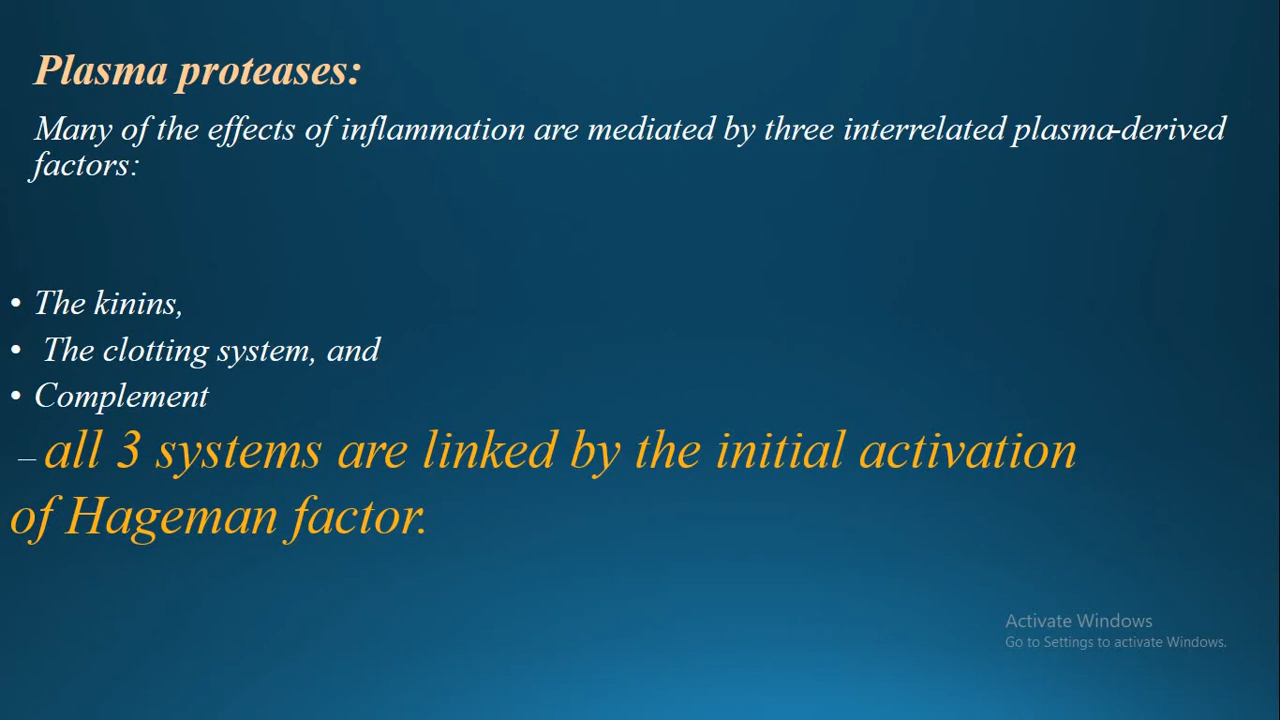 Plasma proteases:
Many of the effects of inflammation are mediated by three interrelated plasma-derived
factors:
• The kinins,
• The clotting system, and
• Complement
– all 3 systems are linked by the initial activation
of Hageman factor.
Activate Windows
Go to Settings to activate Windows.